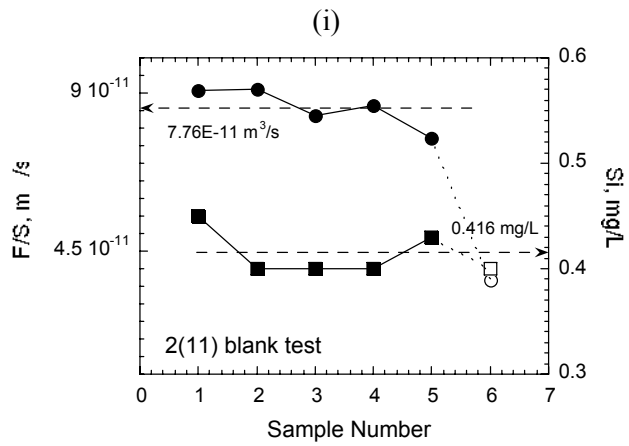 (i)
0.6
9 10-11
7.76E-11 m3/s
0.5
F/S, m /s
Si, mg/L
0.416 mg/L
4.5 10-11
0.4
2(11) blank test
0.3
0 1 2 3 4 5 6 7
Sample Number